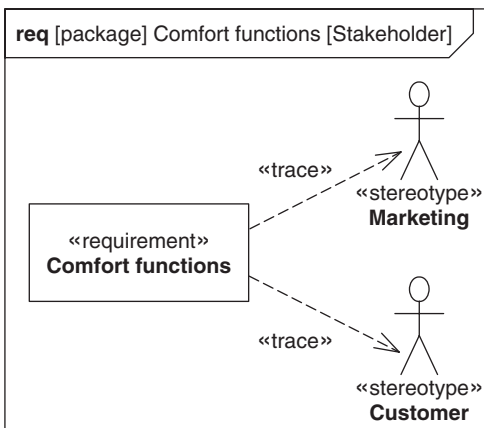 req [package] Comfort functions [Stakeholder]
«trace»
«stereotype»
Marketing
«requirement»
Comfort functions
«trace»
«stereotype»
Customer